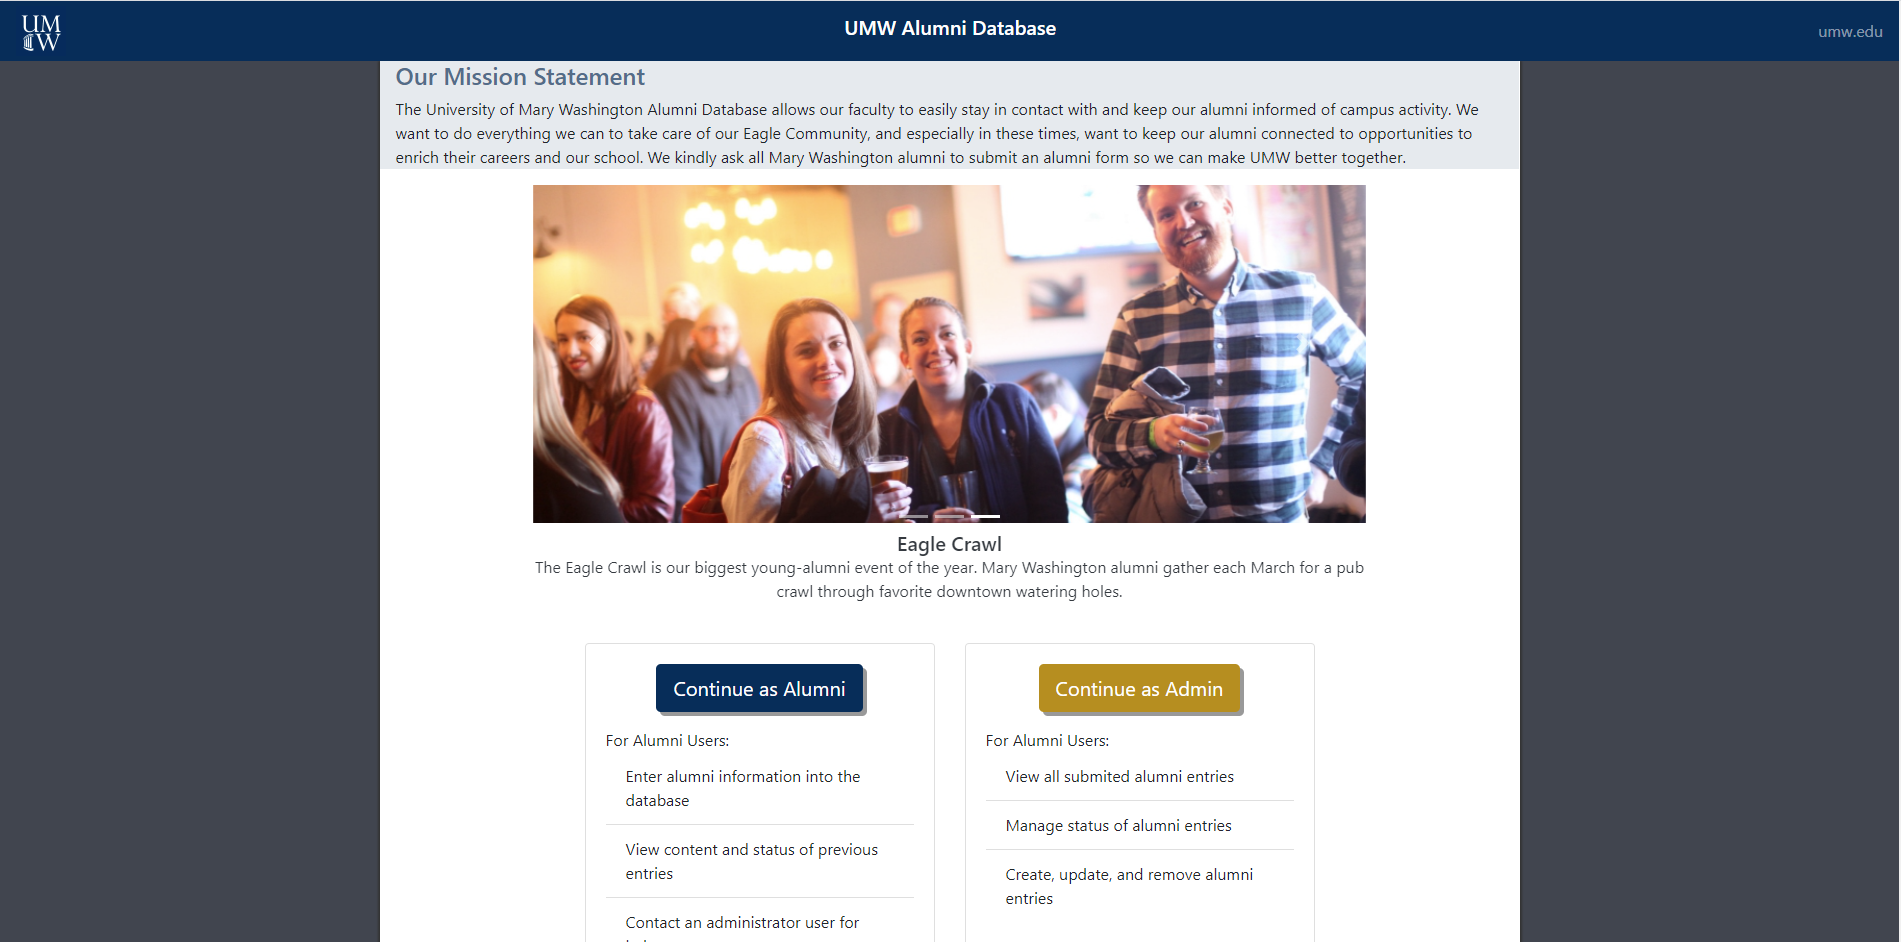 UM
W
UMW Alumni Database
umw.edu
Our Mission Statement
The University of Mary Washington Alumni Database allows our faculty to easily stay in contact with and keep our alumni informed of campus activity. We
want to do everything we can to take care of our Eagle Community, and especially in these times, want to keep our alumni connected to opportunities to
enrich their careers and our school. We kindly ask all Mary Washington alumni to submit an alumni form so we can make UMW better together.
Eagle Crawl
The Eagle Crawl is our biggest young-alumni event of the year. Mary Washington alumni gather each March for a pub
crawl through favorite downtown watering holes.
Continue as Alumni
For Alumni Users:
Enter alumni information into the
database
View content and status of previous
entries
Contact an administrator user for
Continue as Admin
For Alumni Users:
View all submited alumni entries
Manage status of alumni entries
Create, update, and remove alumni
entries